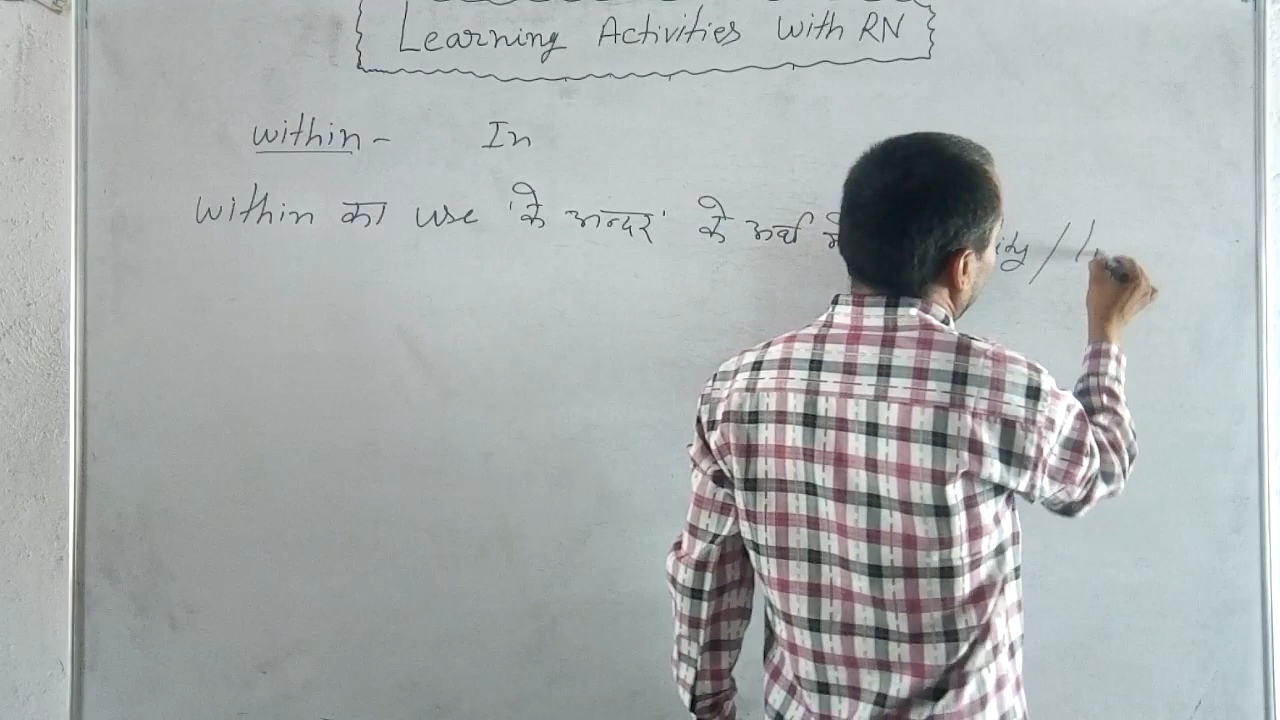 Learning Activities With RN
within - In
within का use 'के अन्दर' के अर्थ में